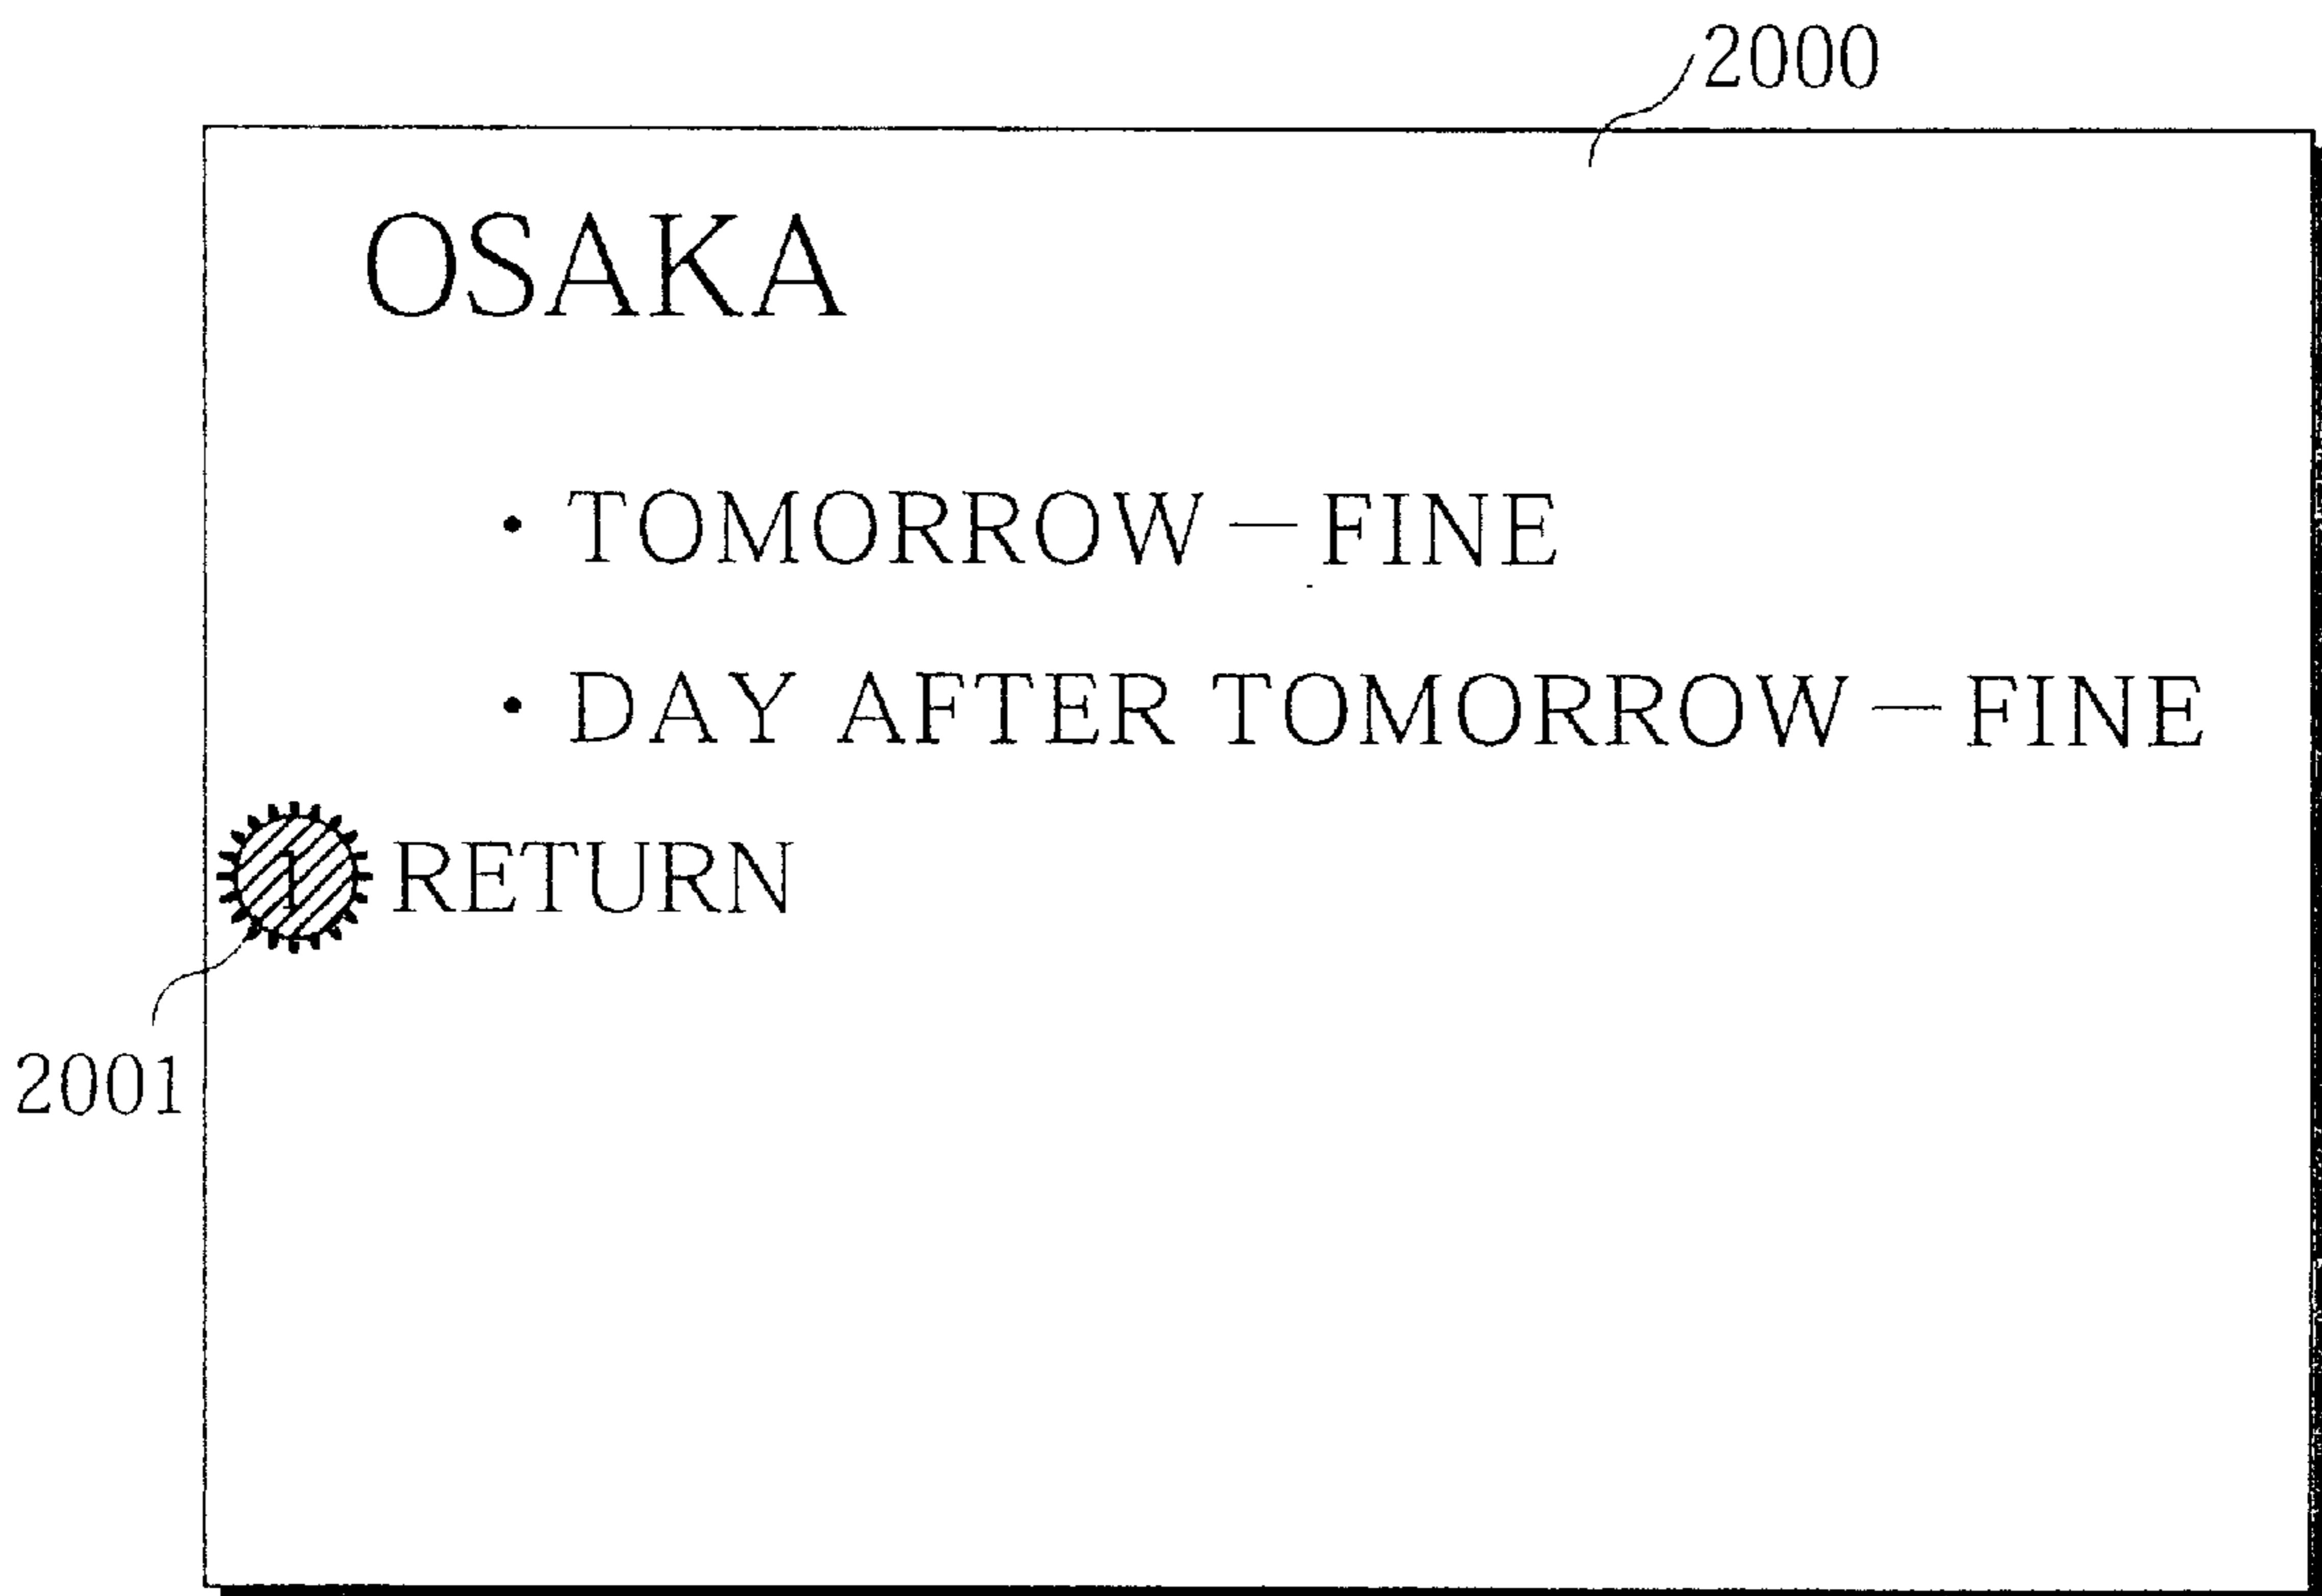 2000
OSAKA
• TOMORROW—FINE
• DAY AFTER TOMORROW—FINE
1 RETURN
2001